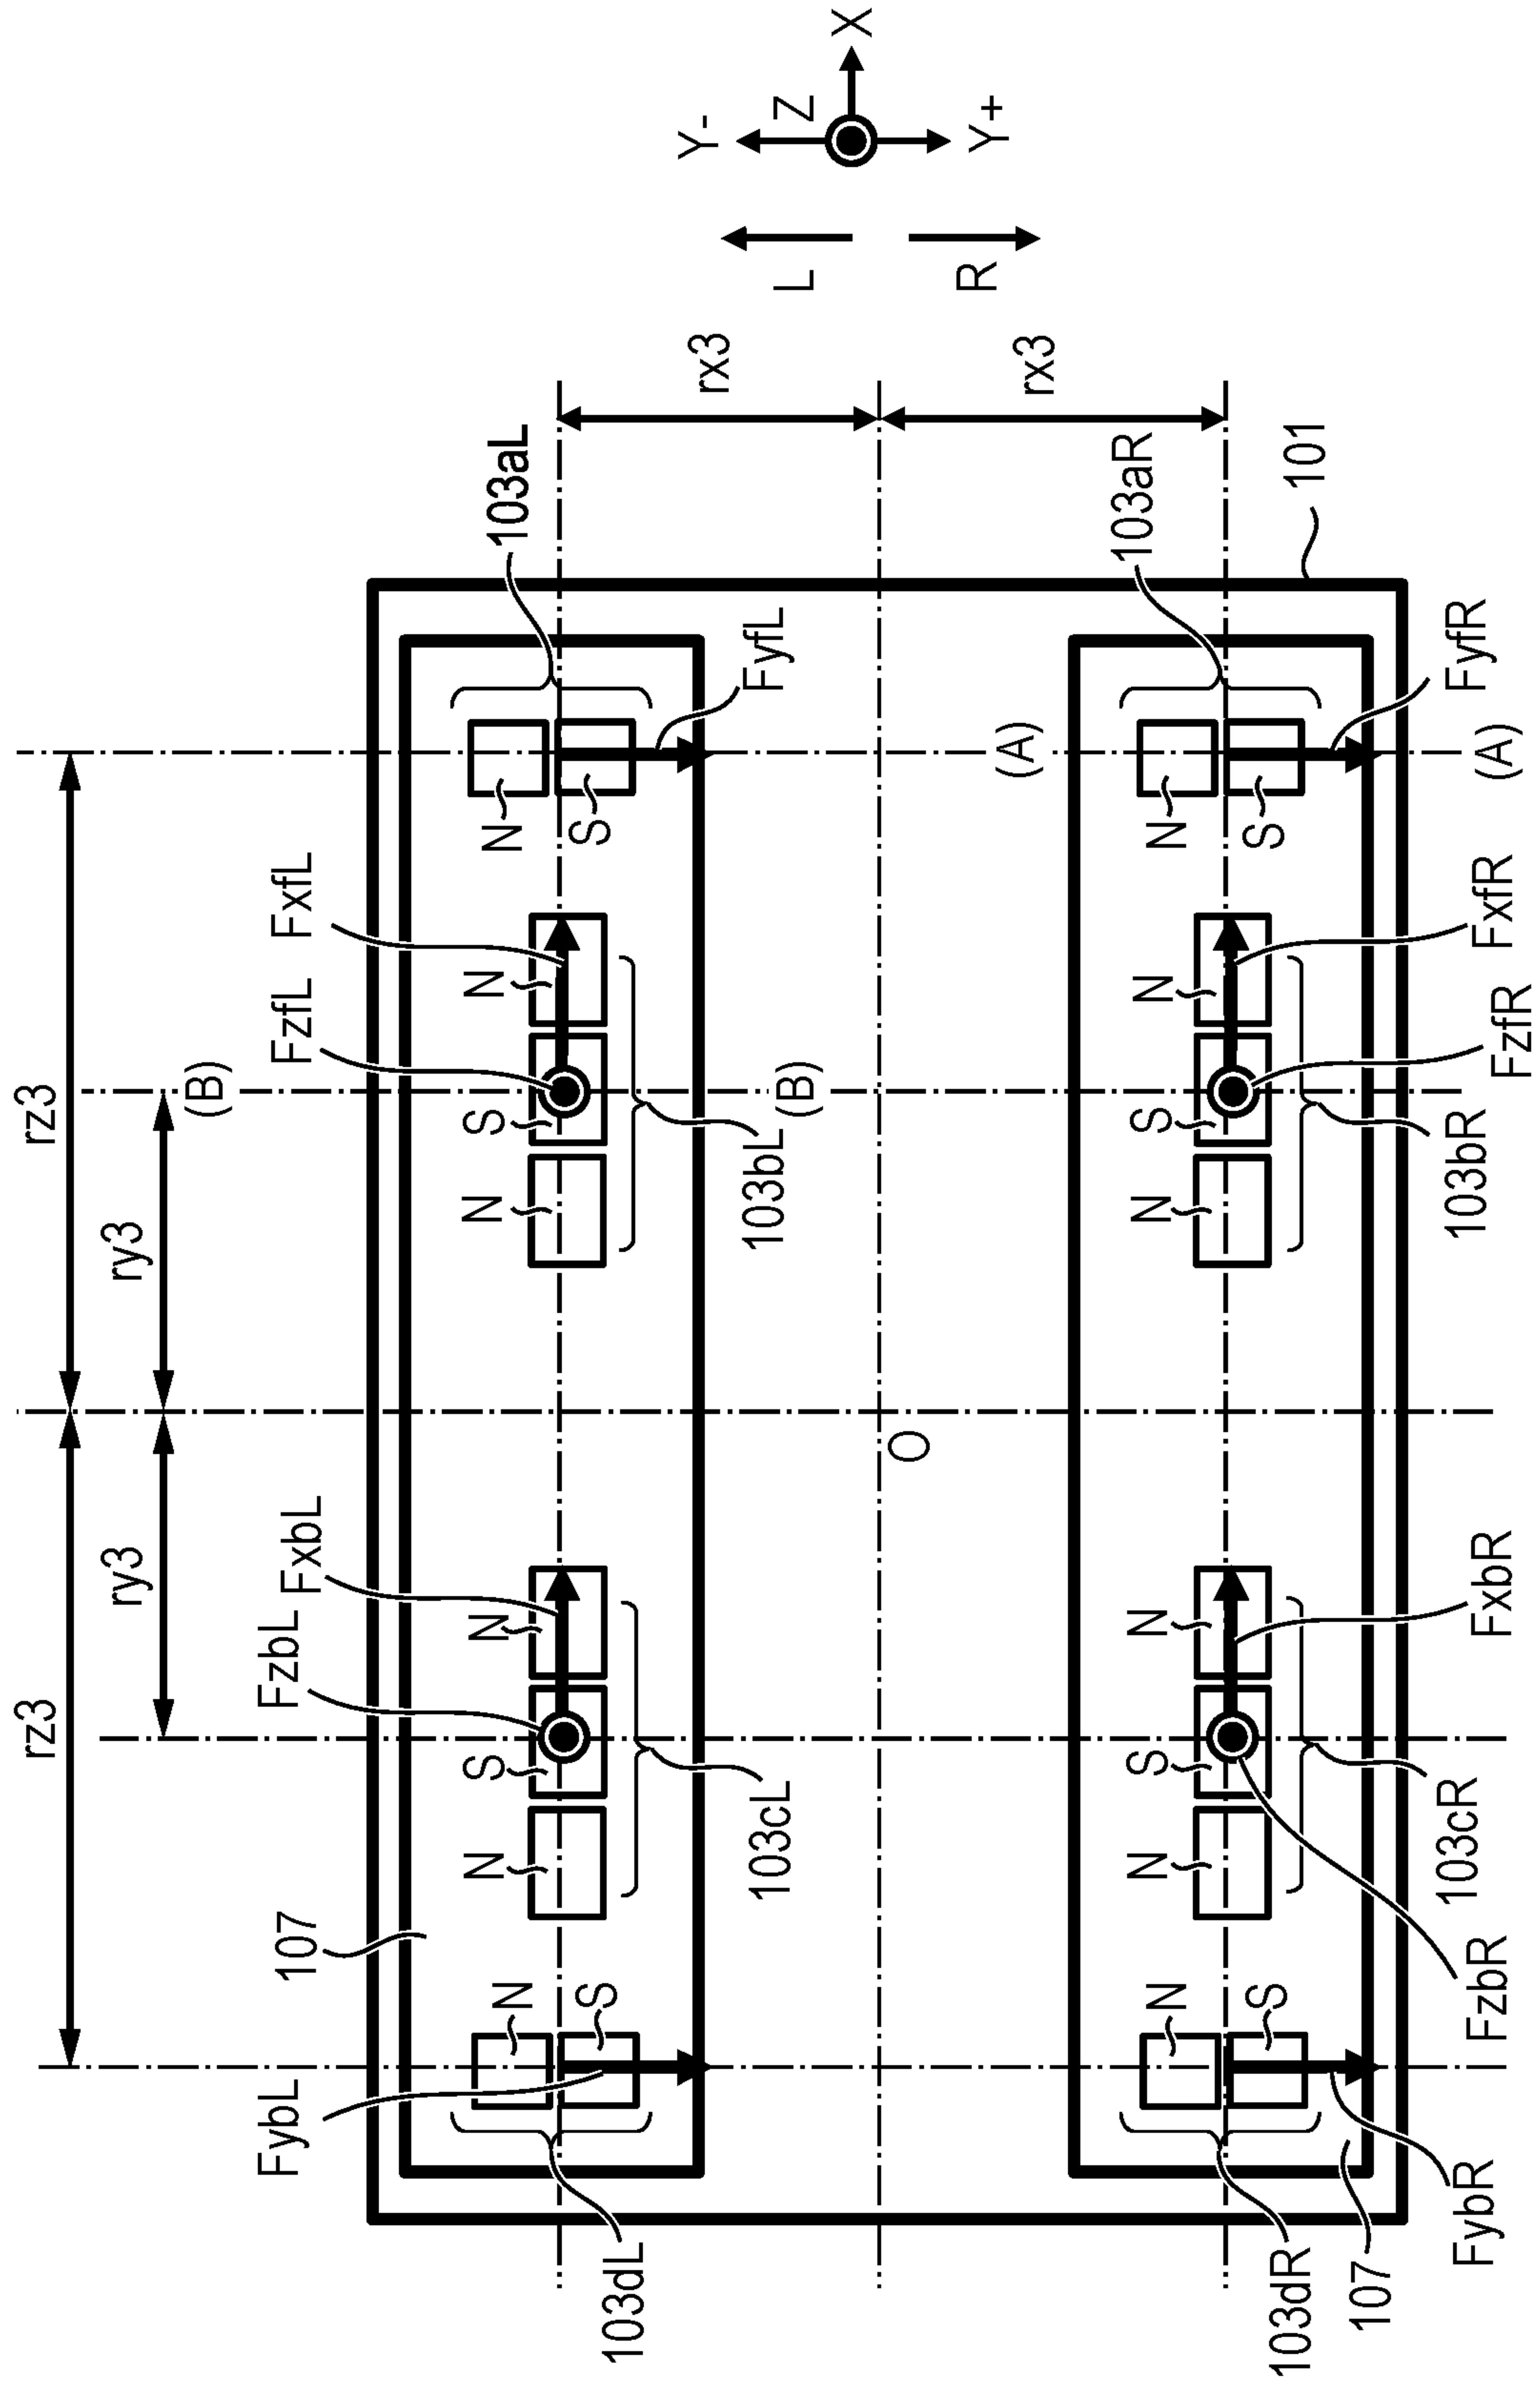 Y-
Z
X
Y+
L
R
rx3
rx3
103aL
103aR
101
FyfL
FyfR
(A)
(A)
N
S
N
S
FxfL
FxfR
FzfL
FzfR
rz3
ry3
(B)
(B)
N
S
N
N
S
N
103bL
103bR
O
rz3
ry3
FxbL
FxbR
FzbL
FzbR
N
S
N
N
S
N
103cL
103cR
107
N
S
N
S
FybL
FybR
103dL
103dR
107